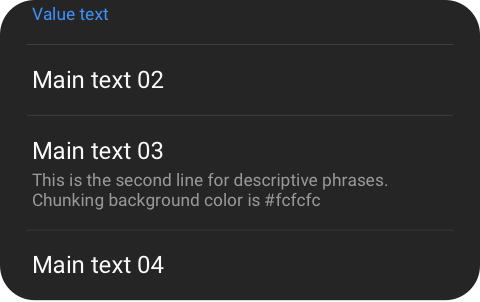 Value text
Main text 02
Main text 03
This is the second line for descriptive phrases.
Chunking background color is #fcfcfc
Main text 04